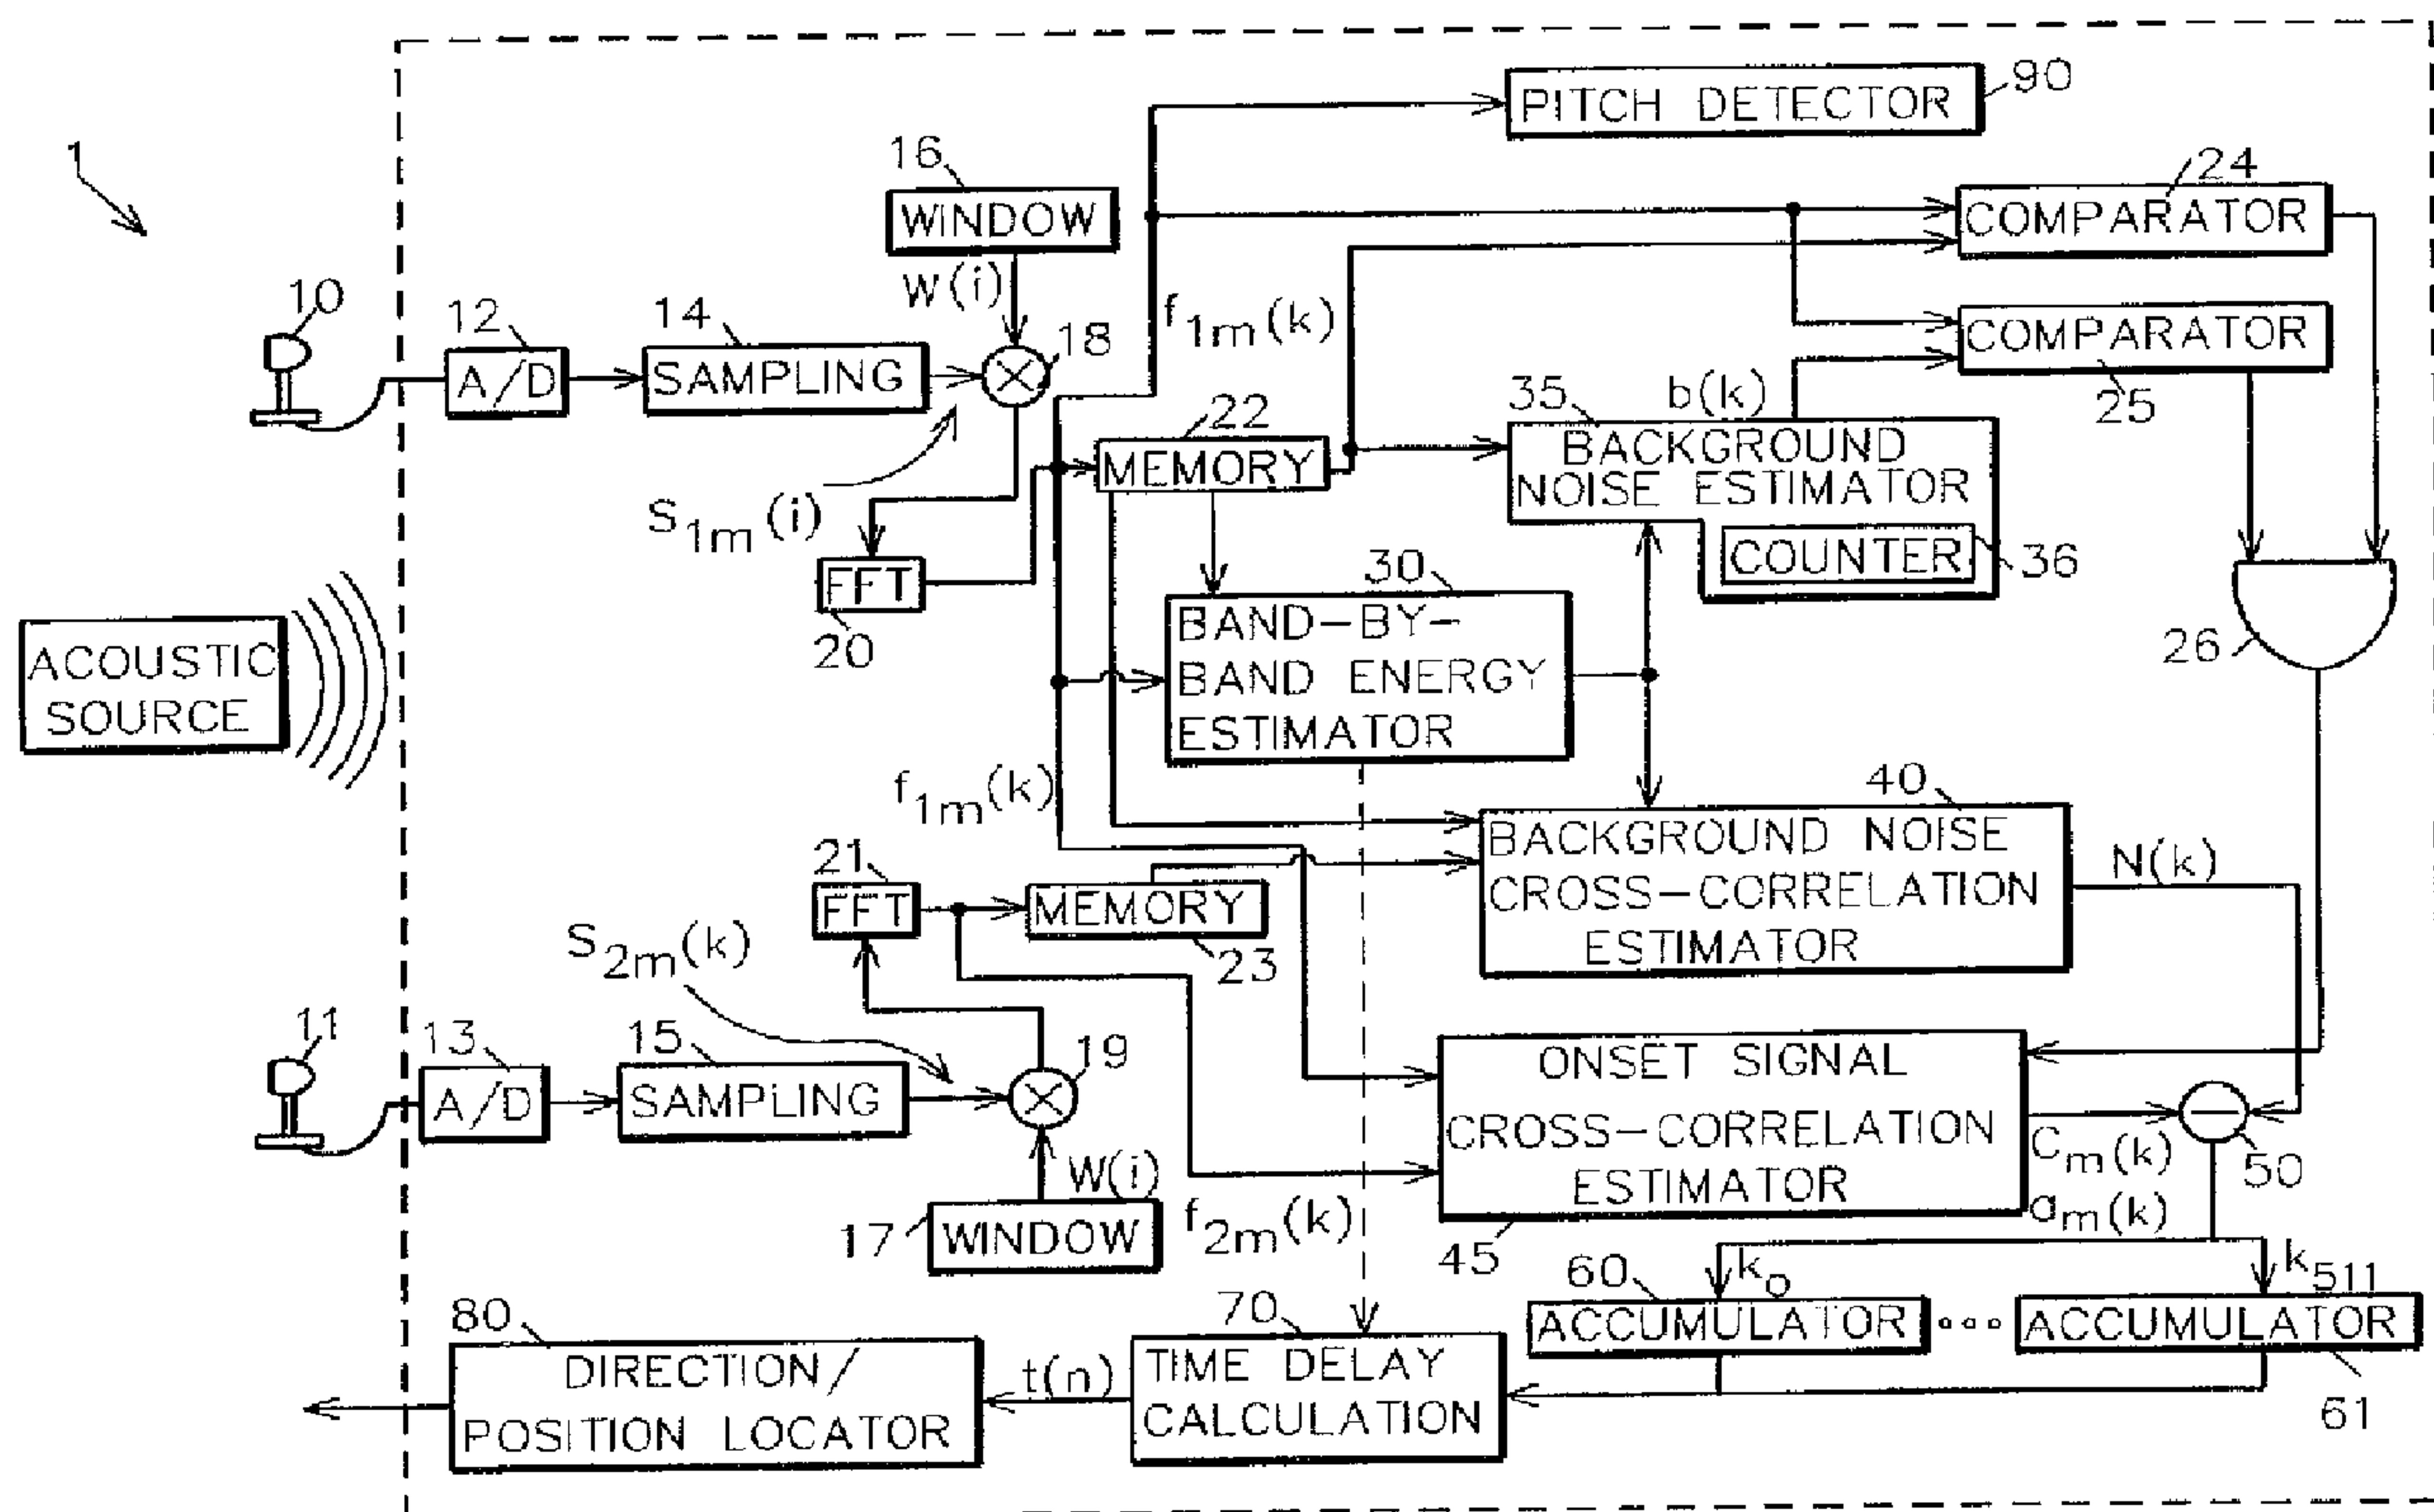 1
PITCH DETECTOR
90
16
WINDOW
W(i)
24
COMPARATOR
f1m(k)
10
12
A/D
14
SAMPLING
18
COMPARATOR
25
b(k)
S1m(i)
22
MEMORY
35
BACKGROUND
NOISE ESTIMATOR
COUNTER
36
FFT
20
30
BAND-BY-
BAND ENERGY
ESTIMATOR
26
ACOUSTIC
SOURCE
f1m(k)
40
BACKGROUND NOISE
CROSS-CORRELATION
ESTIMATOR
N(k)
21
FFT
MEMORY
23
S2m(k)
11
13
A/D
15
SAMPLING
19
W(i)
17
WINDOW
f2m(k)
ONSET SIGNAL
CROSS-CORRELATION
ESTIMATOR
45
Cm(k)
am(k)
50
60
k0
k511
ACCUMULATOR
ACCUMULATOR
61
80
DIRECTION/
POSITION LOCATOR
t(n)
70
TIME DELAY
CALCULATION